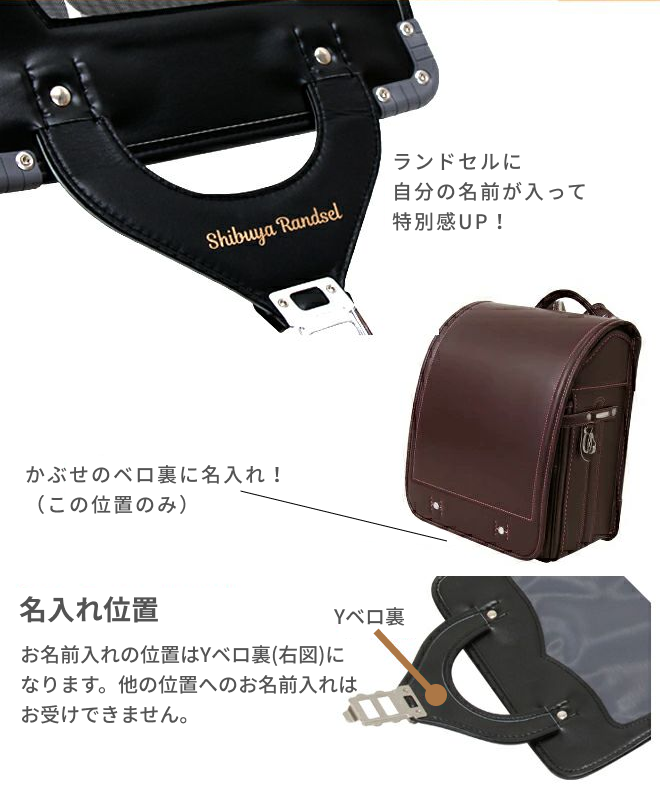 Shibuya Randsel
ランドセルに
自分の名前が入って
特別感UP！
かぶせのベロ裏に名入れ！
（この位置のみ）
名入れ位置
Yベロ裏
お名前入れの位置はYベロ裏(右図)に
なります。他の位置へのお名前入れは
お受けできません。